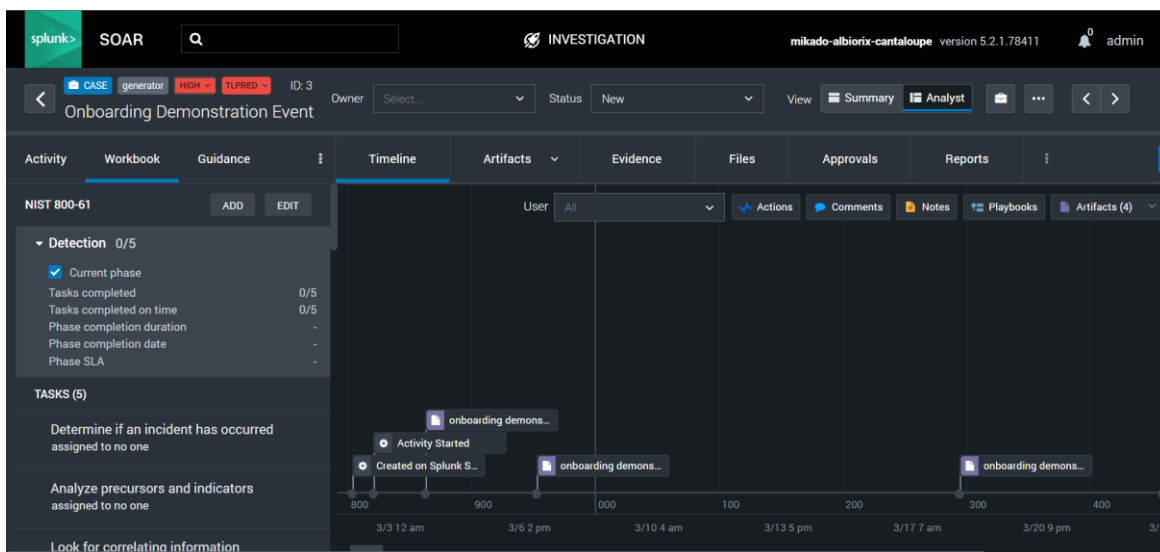 splunk> SOAR INVESTIGATION mikado-albiorix-cantaloupe version 5.2.1.78411 0 admin
CASE generator HIGH TLPRED ID: 3
Onboarding Demonstration Event Owner Select... Status New View Summary Analyst
Activity Workbook Guidance Timeline Artifacts Evidence Files Approvals Reports
NIST 800-61 ADD EDIT
User All Actions Comments Notes Playbooks Artifacts (4)
Detection 0/5
Current phase
Tasks completed 0/5
Tasks completed on time 0/5
Phase completion duration -
Phase completion date -
Phase SLA -
TASKS (5)
Determine if an incident has occurred
assigned to no one
Analyze precursors and indicators
assigned to no one
Look for correlating information
onboarding demons...
Activity Started
Created on Splunk S... onboarding demons... onboarding demons...
800 900 000 100 200 300 400
3/3 12 am 3/6 2 pm 3/10 4 am 3/13 5 pm 3/17 7 am 3/20 9 pm 3/